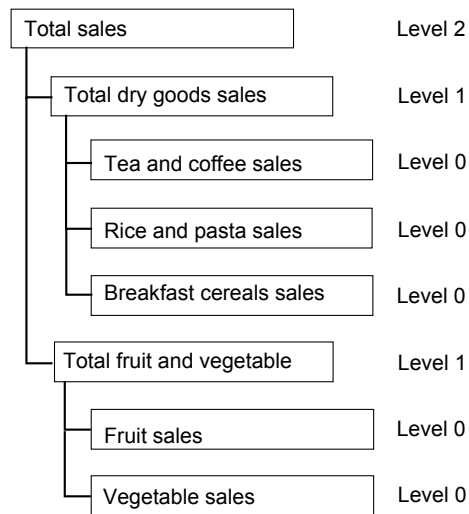 Total sales Level 2
Total dry goods sales Level 1
Tea and coffee sales Level 0
Rice and pasta sales Level 0
Breakfast cereals sales Level 0
Total fruit and vegetable Level 1
Fruit sales Level 0
Vegetable sales Level 0